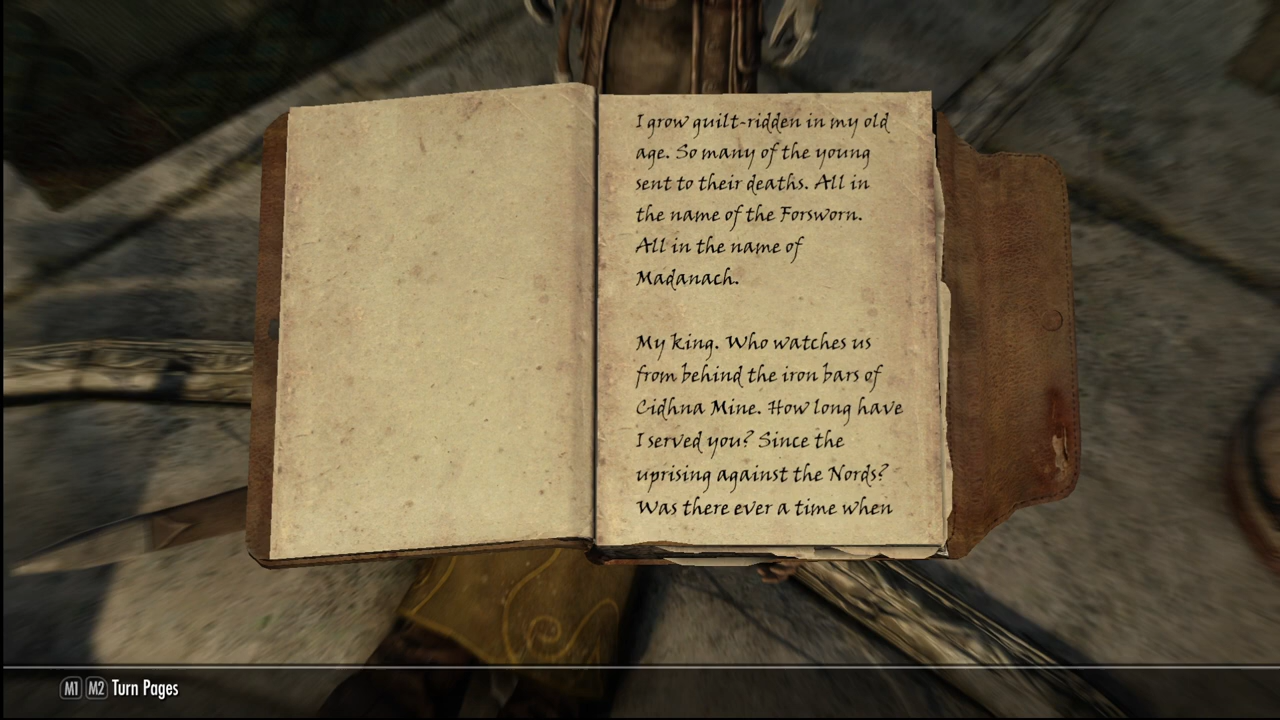 I grow guilt-ridden in my old
age. So many of the young
sent to their deaths. All in
the name of the Forsworn.
All in the name of
Madanach.
My king. Who watches us
from behind the iron bars of
Cidhna Mine. How long have
I served you? Since the
uprising against the Nords?
Was there ever a time when
M1 M2 Turn Pages